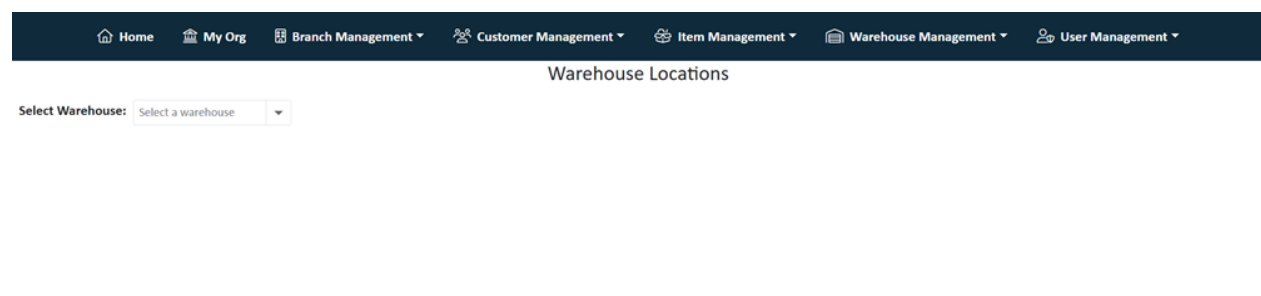 Home My Org Branch Management Customer Management Item Management Warehouse Management User Management
Warehouse Locations
Select Warehouse: Select a warehouse